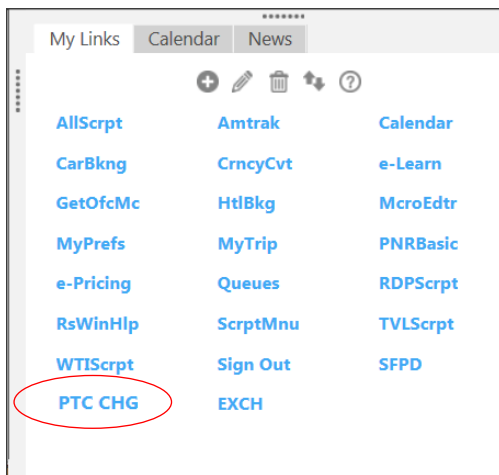 My Links Calendar News
AllScrpt Amtrak Calendar
CarBkng CrncyCvt e-Learn
GetOfcMc HtlBkg McroEdtr
MyPrefs MyTrip PNRBasic
e-Pricing Queues RDPScrpt
RsWinHlp ScrptMnu TVLScrpt
WTIScrpt Sign Out SFPD
PTC CHG EXCH